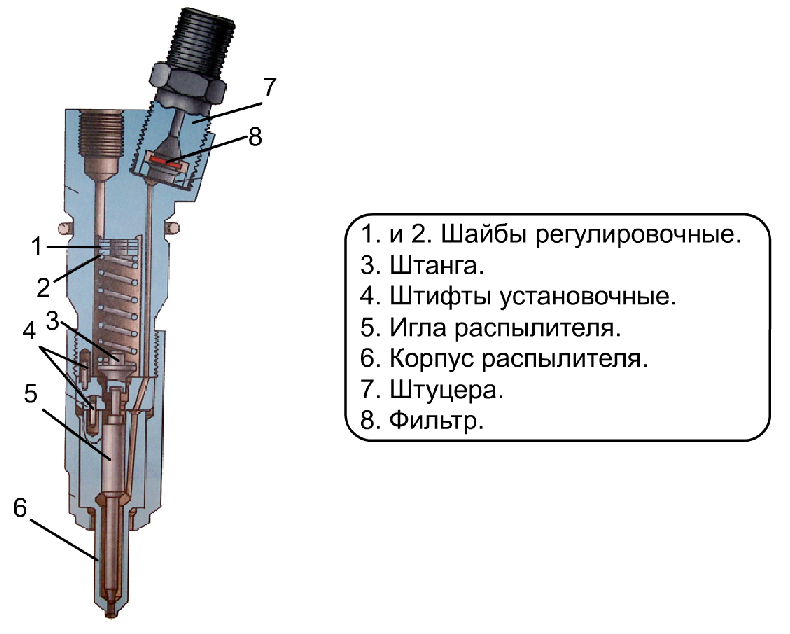 7
8
1
2
3
4
5
6
1. и 2. Шайбы регулировочные.
3. Штанга.
4. Штифты установочные.
5. Игла распылителя.
6. Корпус распылителя.
7. Штуцера.
8. Фильтр.